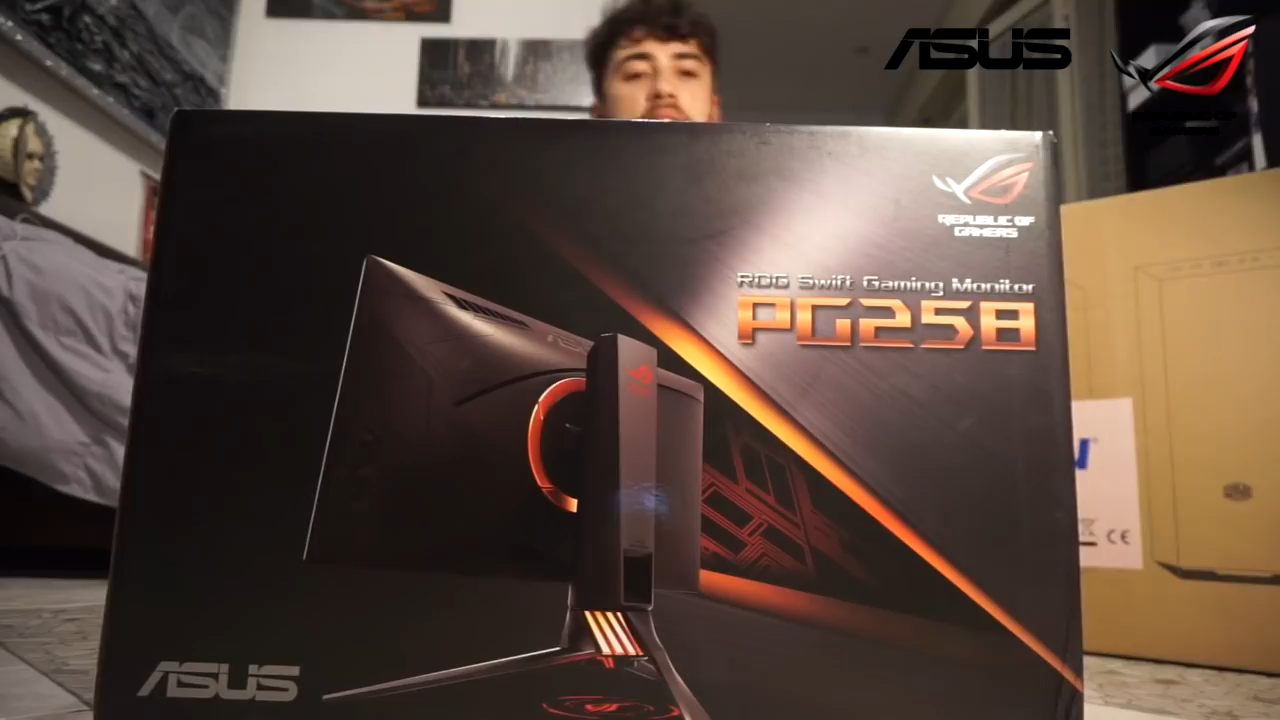 ASUS
REPUBLIC OF
GAMERS
ROG Swift Gaming Monitor
PG258
CE
ASUS